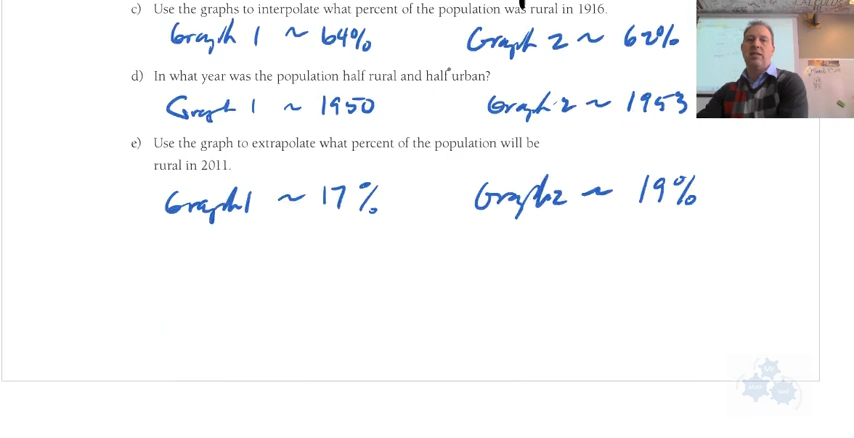 c) Use the graphs to interpolate what percent of the population was rural in 1916.
Graph 1 ~ 64% Graph 2 ~ 62%
d) In what year was the population half rural and half urban?
Graph 1 ~ 1950 Graph 2 ~ 1953
e) Use the graph to extrapolate what percent of the population will be
rural in 2011.
Graph 1 ~ 17% Graph 2 ~ 19%